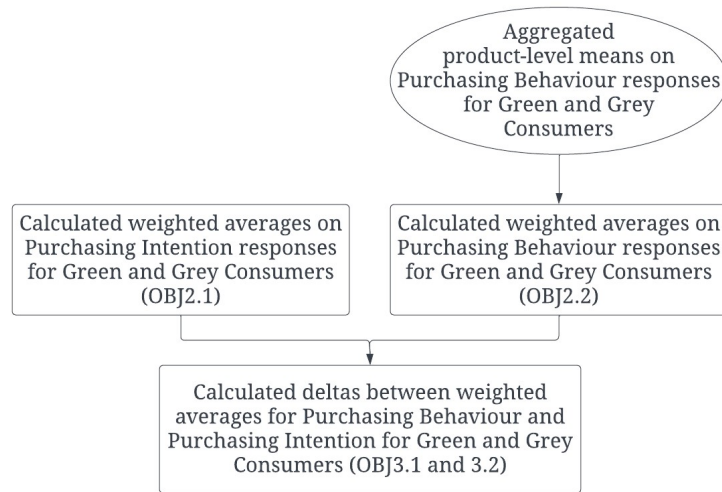 Aggregated
product-level means on
Purchasing Behaviour responses
for Green and Grey
Consumers
Calculated weighted averages on
Purchasing Intention responses
for Green and Grey Consumers
(OBJ2.1)
Calculated weighted averages on
Purchasing Behaviour responses
for Green and Grey Consumers
(OBJ2.2)
Calculated deltas between weighted
averages for Purchasing Behaviour and
Purchasing Intention for Green and Grey
Consumers (OBJ3.1 and 3.2)